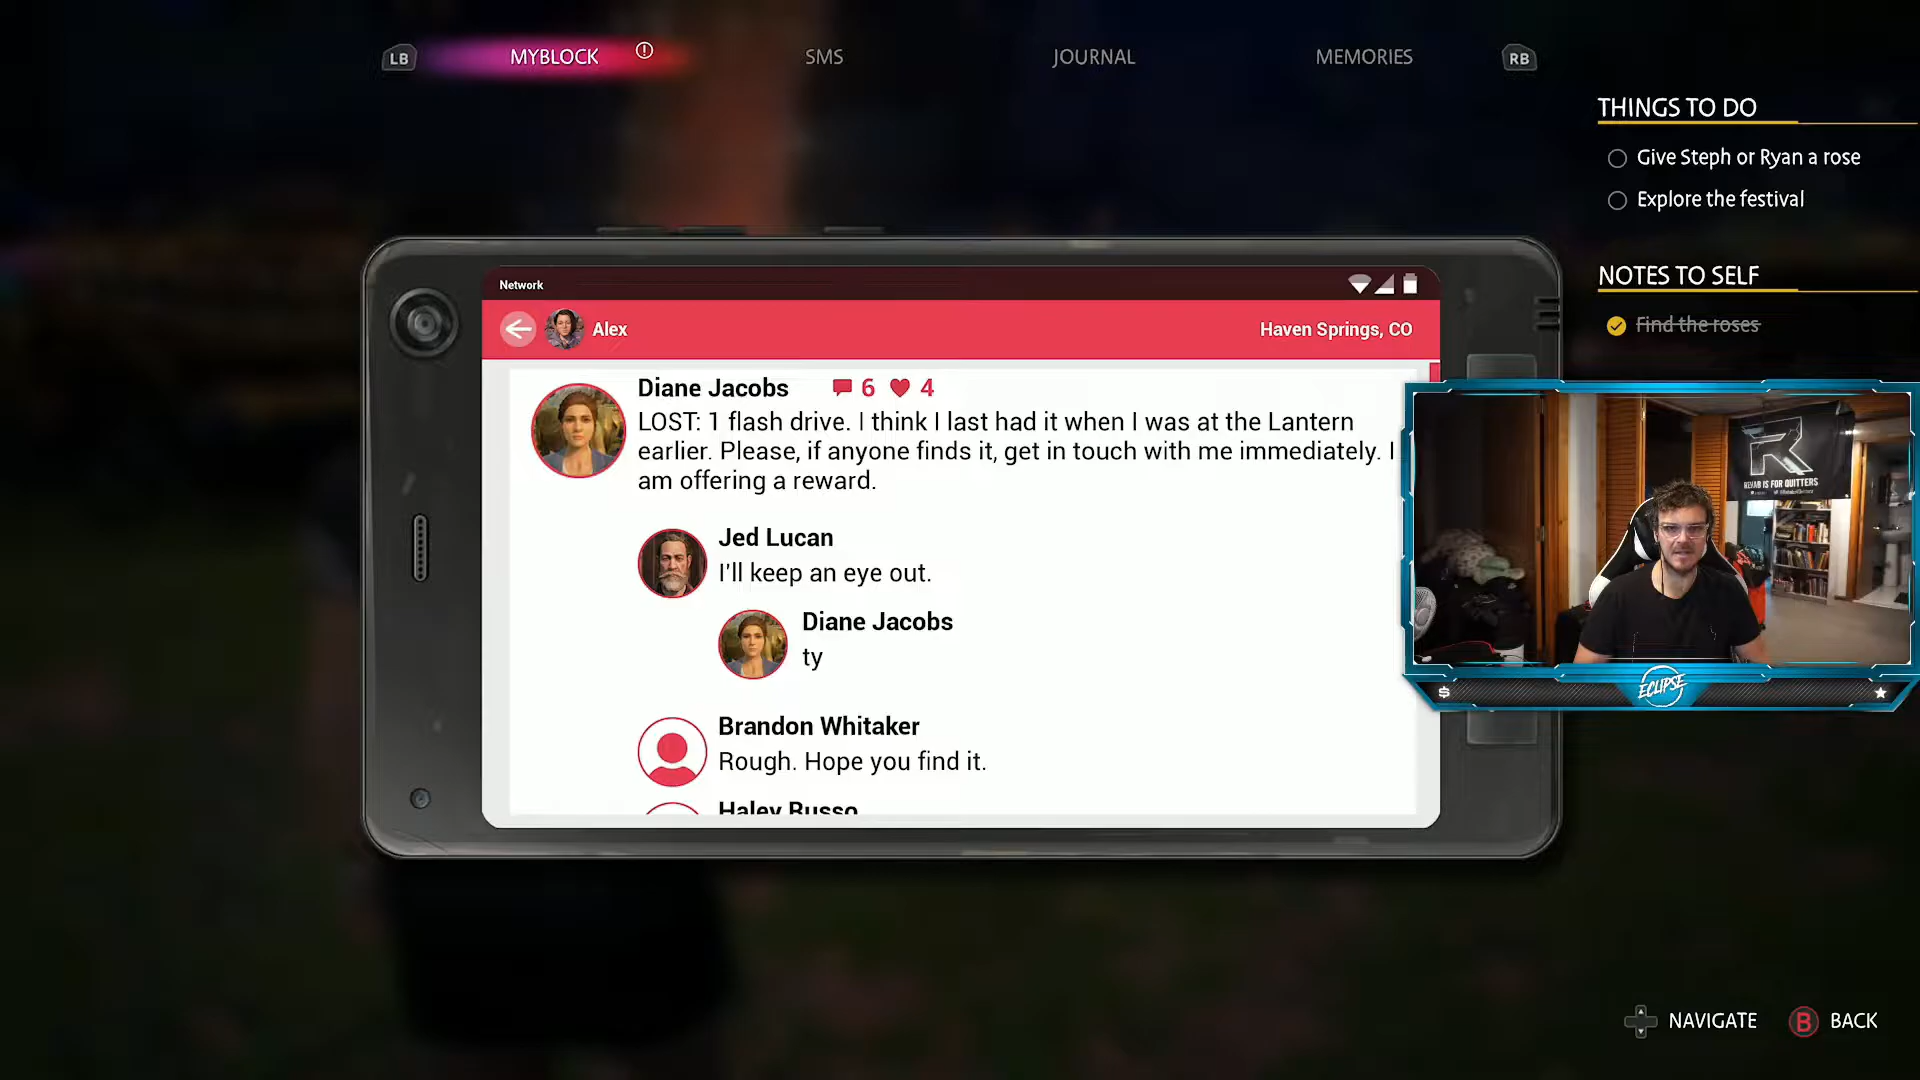 LB
MYBLOCK
SMS
JOURNAL
MEMORIES
RB
THINGS TO DO
Give Steph or Ryan a rose
Explore the festival
NOTES TO SELF
Find the roses
Network
Alex
Haven Springs, CO
Diane Jacobs 6 4
LOST: 1 flash drive. I think I last had it when I was at the Lantern
earlier. Please, if anyone finds it, get in touch with me immediately. I
am offering a reward.
Jed Lucan
I'll keep an eye out.
Diane Jacobs
ty
Brandon Whitaker
Rough. Hope you find it.
Haley Russo
R
REHAB IS FOR QUITTERS
$
ECLIPSE
NAVIGATE
B BACK